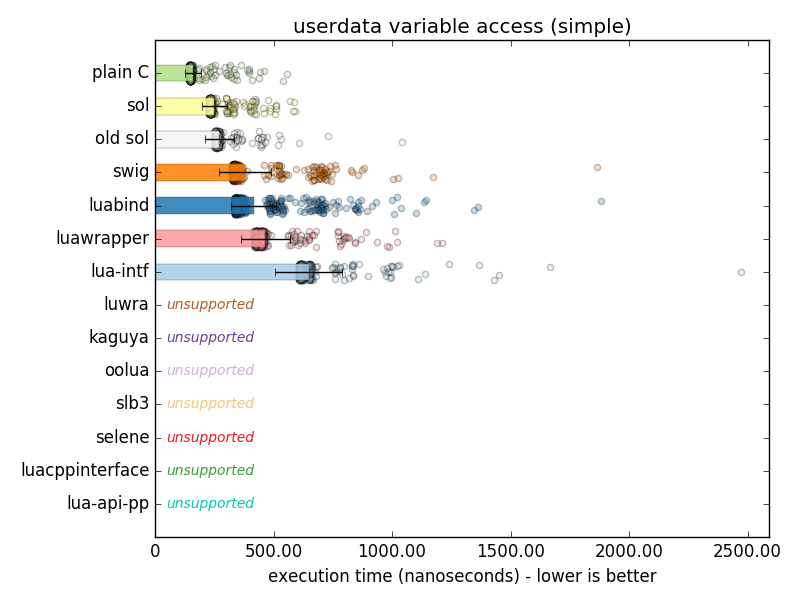 userdata variable access (simple)
plain C
sol
old sol
swig
luabind
luawrapper
lua-intf
luwra unsupported
kaguya unsupported
oolua unsupported
slb3 unsupported
selene unsupported
luacppinterface unsupported
lua-api-pp unsupported
0 500.00 1000.00 1500.00 2000.00 2500.00
execution time (nanoseconds) - lower is better